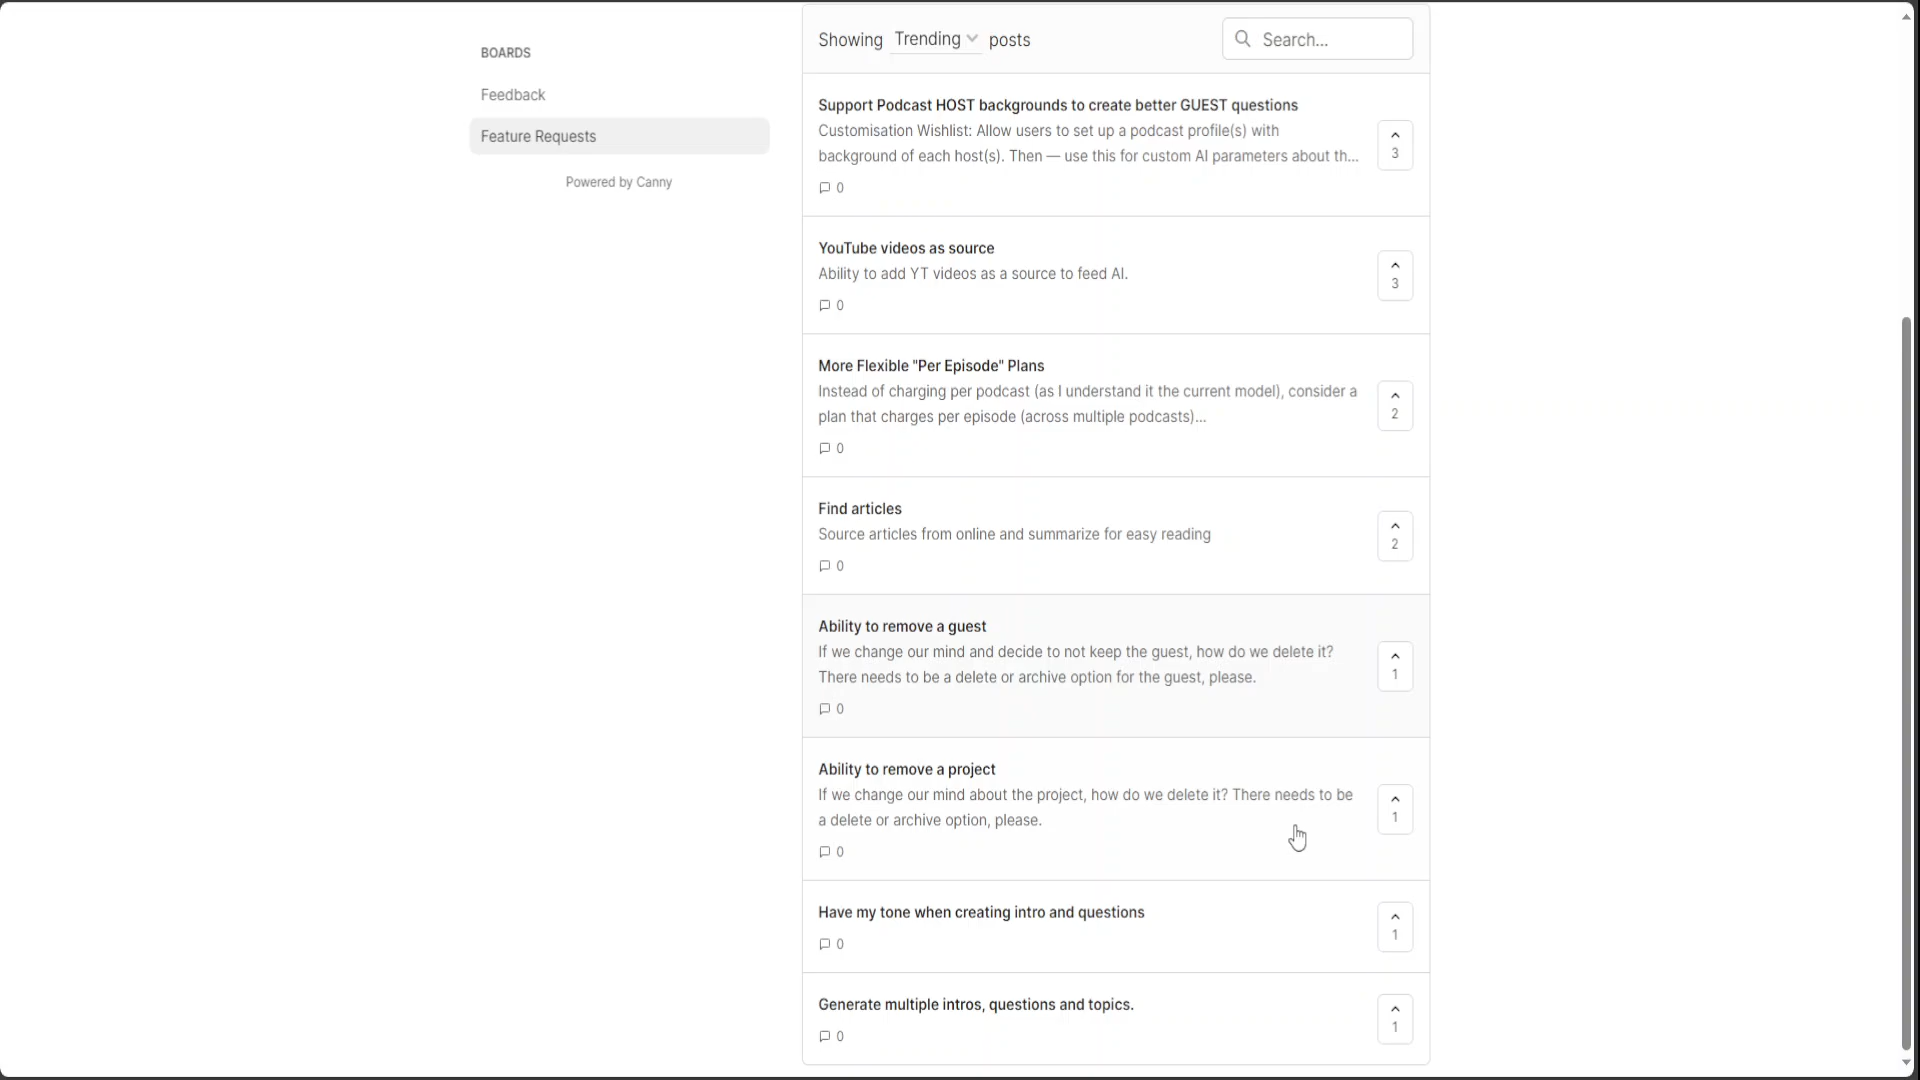 BOARDS
Feedback
Feature Requests
Powered by Canny
Showing Trending posts
Search...
Support Podcast HOST backgrounds to create better GUEST questions
Customisation Wishlist: Allow users to set up a podcast profile(s) with
background of each host(s). Then — use this for custom AI parameters about th...
3
0
YouTube videos as source
Ability to add YT videos as a source to feed AI.
3
0
More Flexible "Per Episode" Plans
Instead of charging per podcast (as I understand it the current model), consider a
plan that charges per episode (across multiple podcasts)...
2
0
Find articles
Source articles from online and summarize for easy reading
2
0
Ability to remove a guest
If we change our mind and decide to not keep the guest, how do we delete it?
There needs to be a delete or archive option for the guest, please.
1
0
Ability to remove a project
If we change our mind about the project, how do we delete it? There needs to be
a delete or archive option, please.
1
0
Have my tone when creating intro and questions
1
0
Generate multiple intros, questions and topics.
1
0